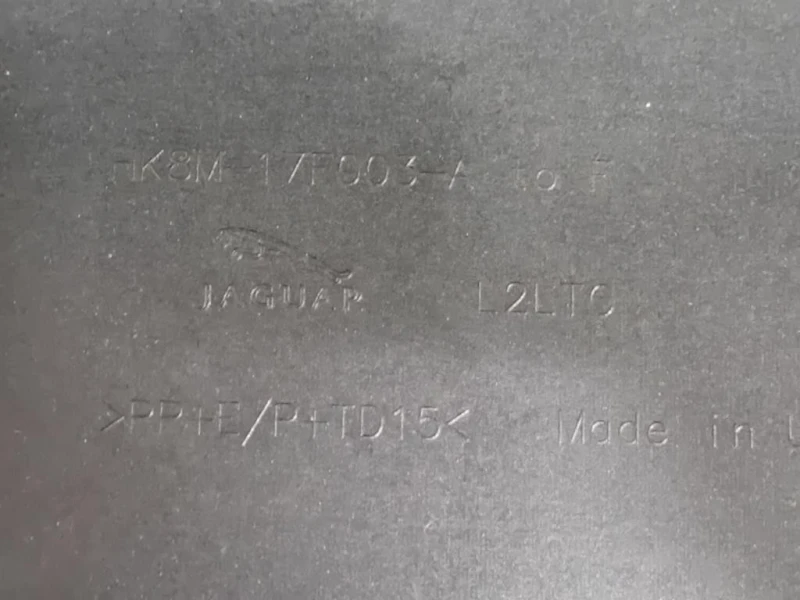 HK8M-17F003-A to F
JAGUAR L2LTC
>PP+E/P+TD15< Made in